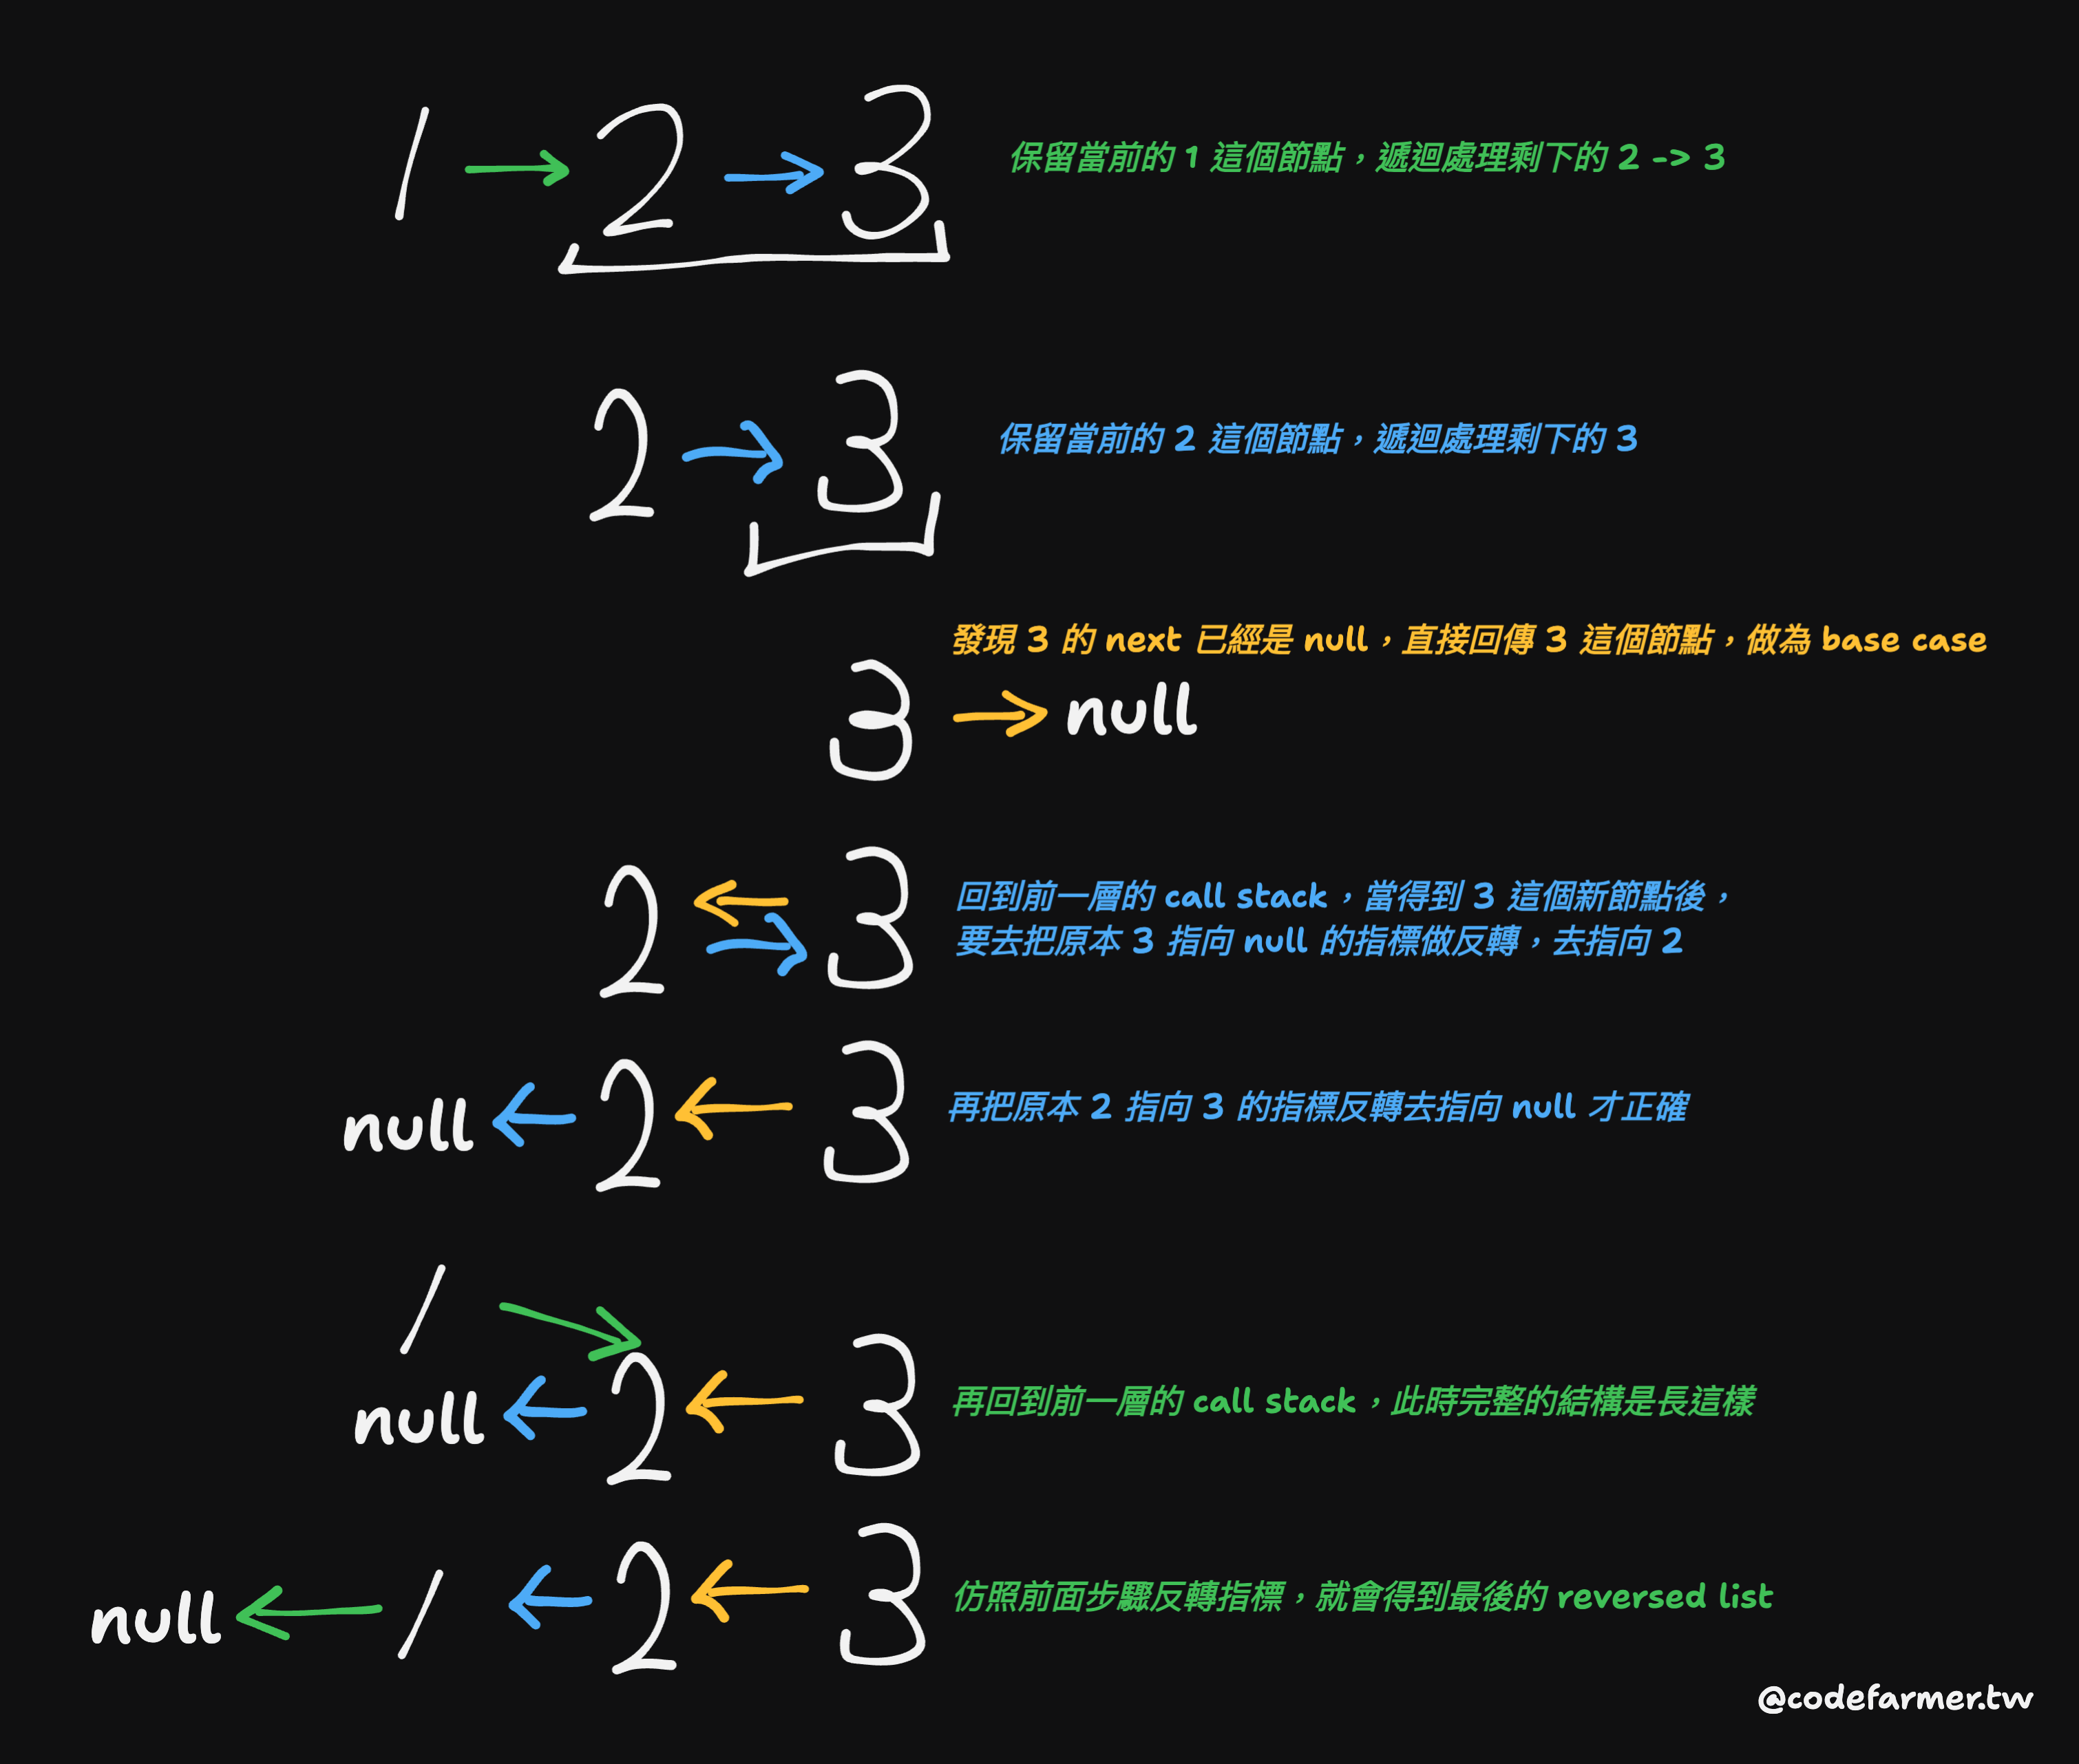 1 → 2 → 3 保留當前的 1 這個節點，遞迴處理剩下的 2 -> 3
2 → 3 保留當前的 2 這個節點，遞迴處理剩下的 3
發現 3 的 next 已經是 null，直接回傳 3 這個節點，做為 base case
3 → null
2 3 回到前一層的 call stack，當得到 3 這個新節點後，
要去把原本 3 指向 null 的指標做反轉，去指向 2
null ← 2 ← 3 再把原本 2 指向 3 的指標反轉去指向 null 才正確
1
null ← 2 ← 3 再回到前一層的 call stack，此時完整的結構是長這樣
null ← 1 ← 2 ← 3 仿照前面步驟反轉指標，就會得到最後的 reversed list
@codefarmer.tw